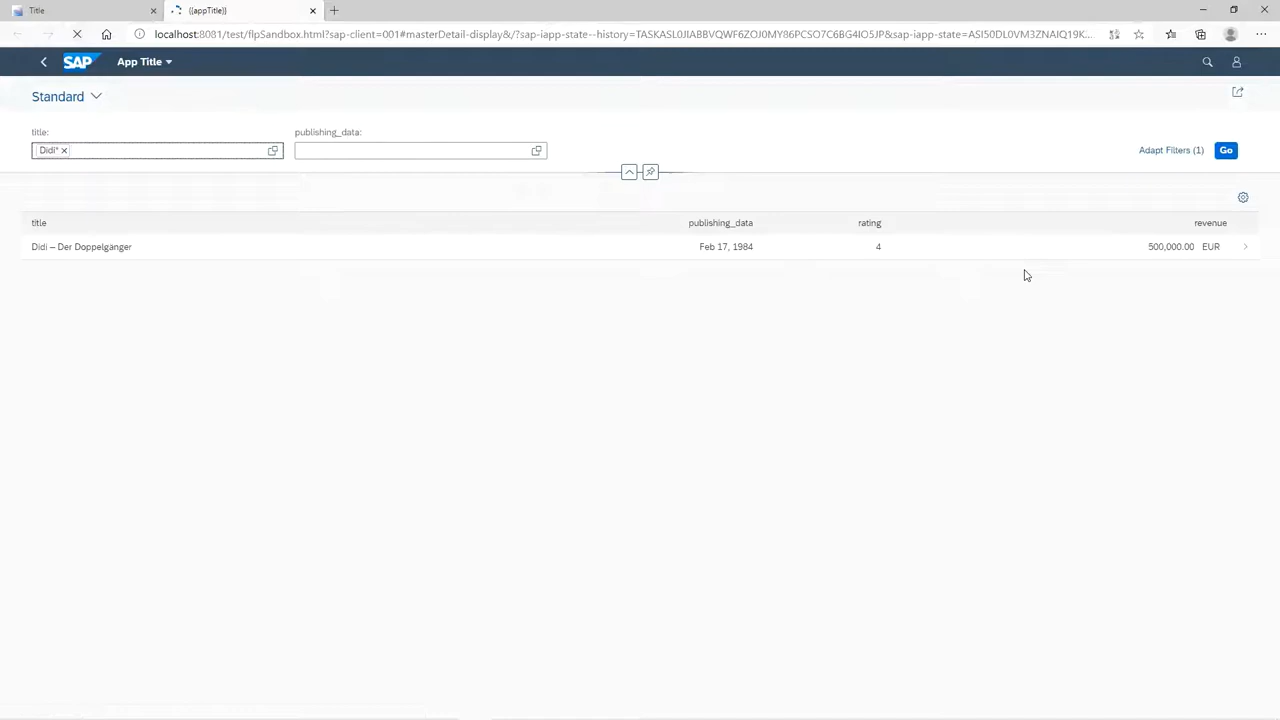 Title
{{appTitle}}
localhost:8081/test/flpSandbox.html?sap-client=001#masterDetail-display&/?sap-iapp-state--history=TASKASL0JIABBVQWF6ZOJ0MY86PCSO7C6BG4IO5JP&sap-iapp-state=ASI50DL0VM3ZNAIQ19K...
SAP App Title
Standard
title: publishing_data:
Didi*
Adapt Filters (1) Go
title publishing_data rating revenue
Didi – Der Doppelgänger Feb 17, 1984 4 500,000.00 EUR